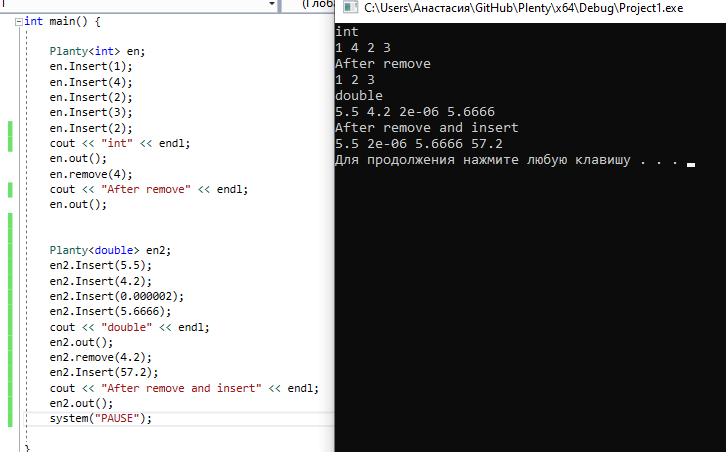 (Глоба
int main() {
Planty<int> en;
en.Insert(1);
en.Insert(4);
en.Insert(2);
en.Insert(3);
en.Insert(2);
cout << "int" << endl;
en.out();
en.remove(4);
cout << "After remove" << endl;
en.out();
Planty<double> en2;
en2.Insert(5.5);
en2.Insert(4.2);
en2.Insert(0.000002);
en2.Insert(5.6666);
cout << "double" << endl;
en2.out();
en2.remove(4.2);
en2.Insert(57.2);
cout << "After remove and insert" << endl;
en2.out();
system("PAUSE");
}
C:\Users\Анастасия\GitHub\Plenty\x64\Debug\Project1.exe
int
1 4 2 3
After remove
1 2 3
double
5.5 4.2 2e-06 5.6666
After remove and insert
5.5 2e-06 5.6666 57.2
Для продолжения нажмите любую клавишу . . .